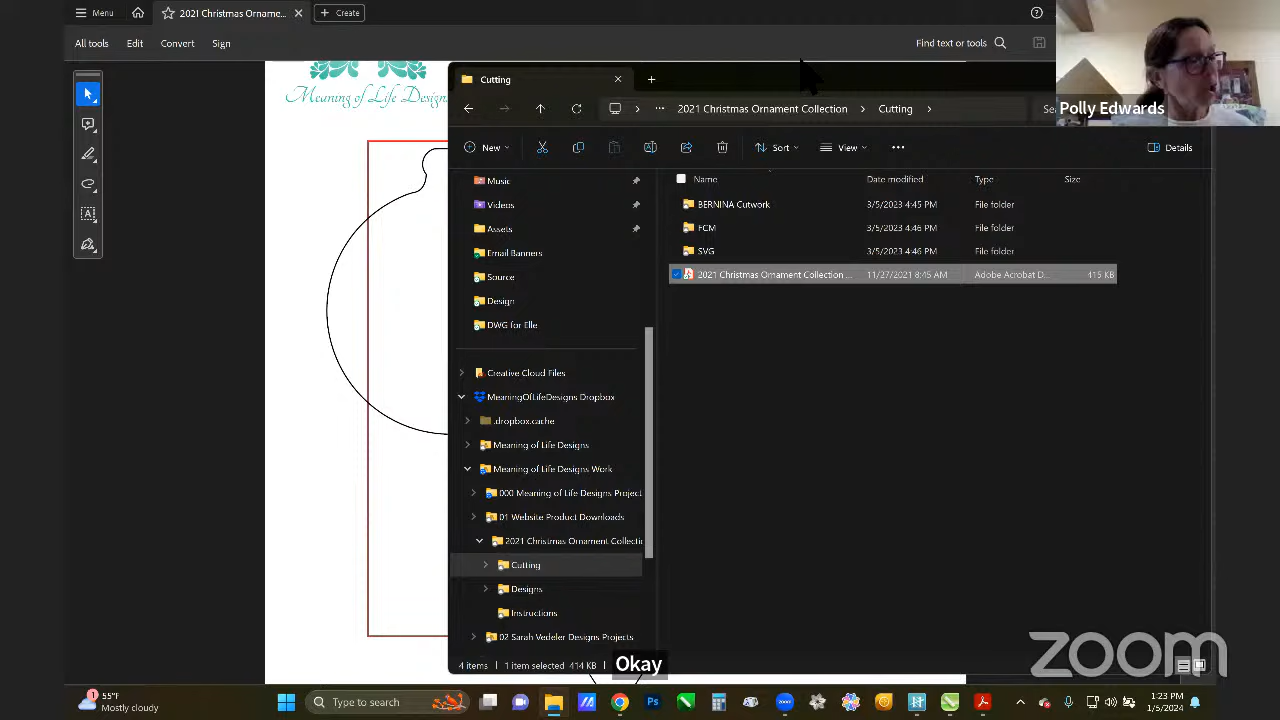 Menu
2021 Christmas Orname...
Create
All tools
Edit
Convert
Sign
Find text or tools
Meaning of Life Design
Cutting
2021 Christmas Ornament Collection
Cutting
Sea
New
Sort
View
Details
Name
Date modified
Type
Size
BERNINA Cutwork
3/5/2023 4:45 PM
File folder
FCM
3/5/2023 4:46 PM
File folder
SVG
3/5/2023 4:46 PM
File folder
2021 Christmas Ornament Collection ...
11/27/2021 8:45 AM
Adobe Acrobat D...
415 KB
Music
Videos
Assets
Email Banners
Source
Design
DWG for Elle
Creative Cloud Files
MeaningOfLifeDesigns Dropbox
.dropbox.cache
Meaning of Life Designs
Meaning of Life Designs Work
000 Meaning of Life Designs Project
01 Website Product Downloads
2021 Christmas Ornament Collectio
Cutting
Designs
Instructions
02 Sarah Vedeler Designs Projects
4 items
1 item selected 414 KB
Polly Edwards
Okay
zoom
1
55°F
Mostly cloudy
Type to search
1:23 PM
1/5/2024